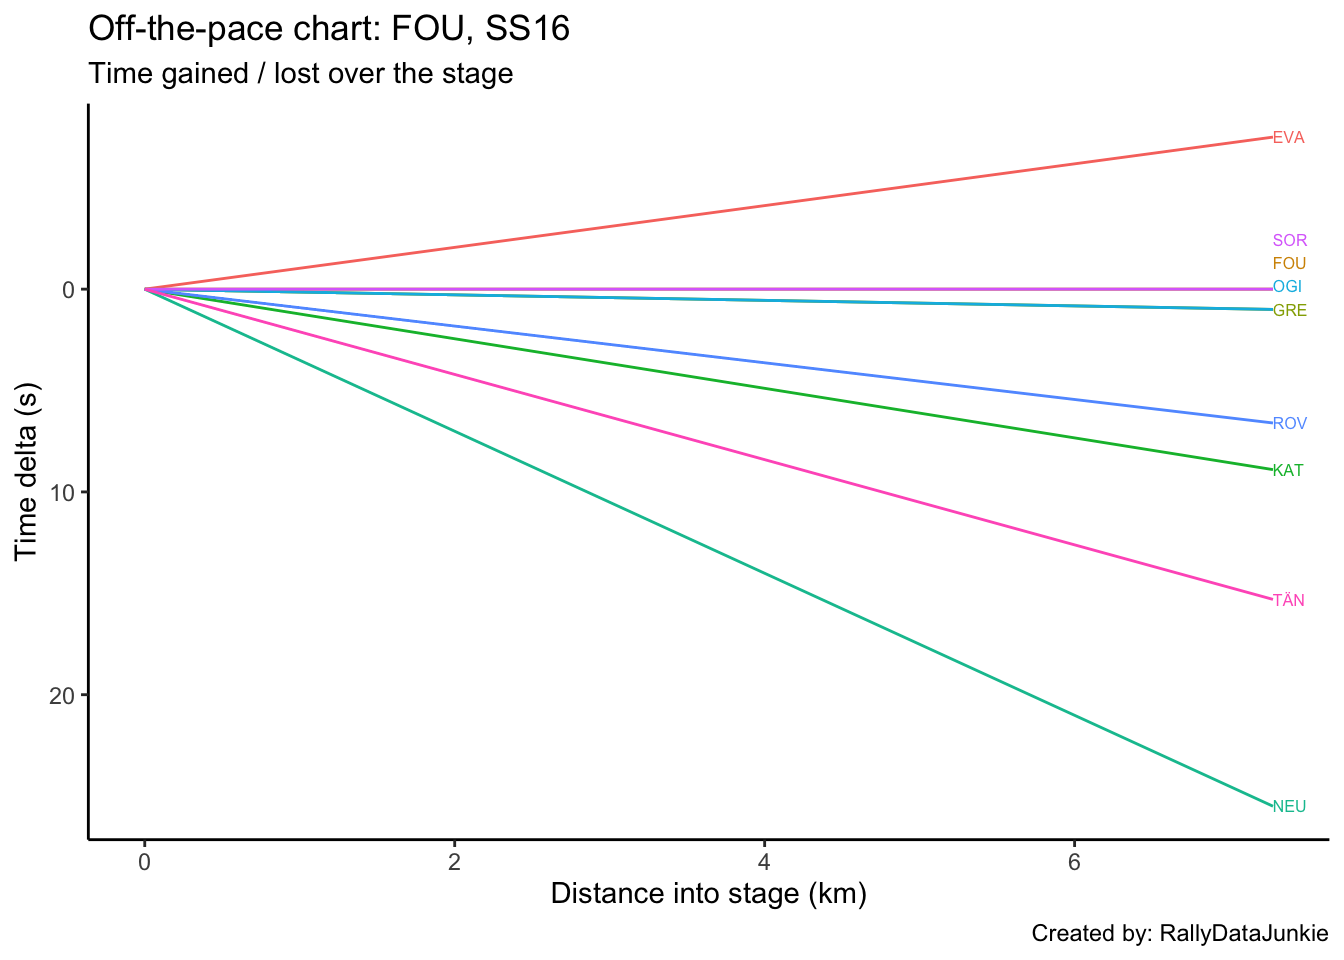 Off-the-pace chart: FOU, SS16
Time gained / lost over the stage
EVA
SOR
FOU
0
OGI
GRE
Time delta (s)
ROV
KAT
10
TÄN
20
NEU
0 2 4 6
Distance into stage (km)
Created by: RallyDataJunkie